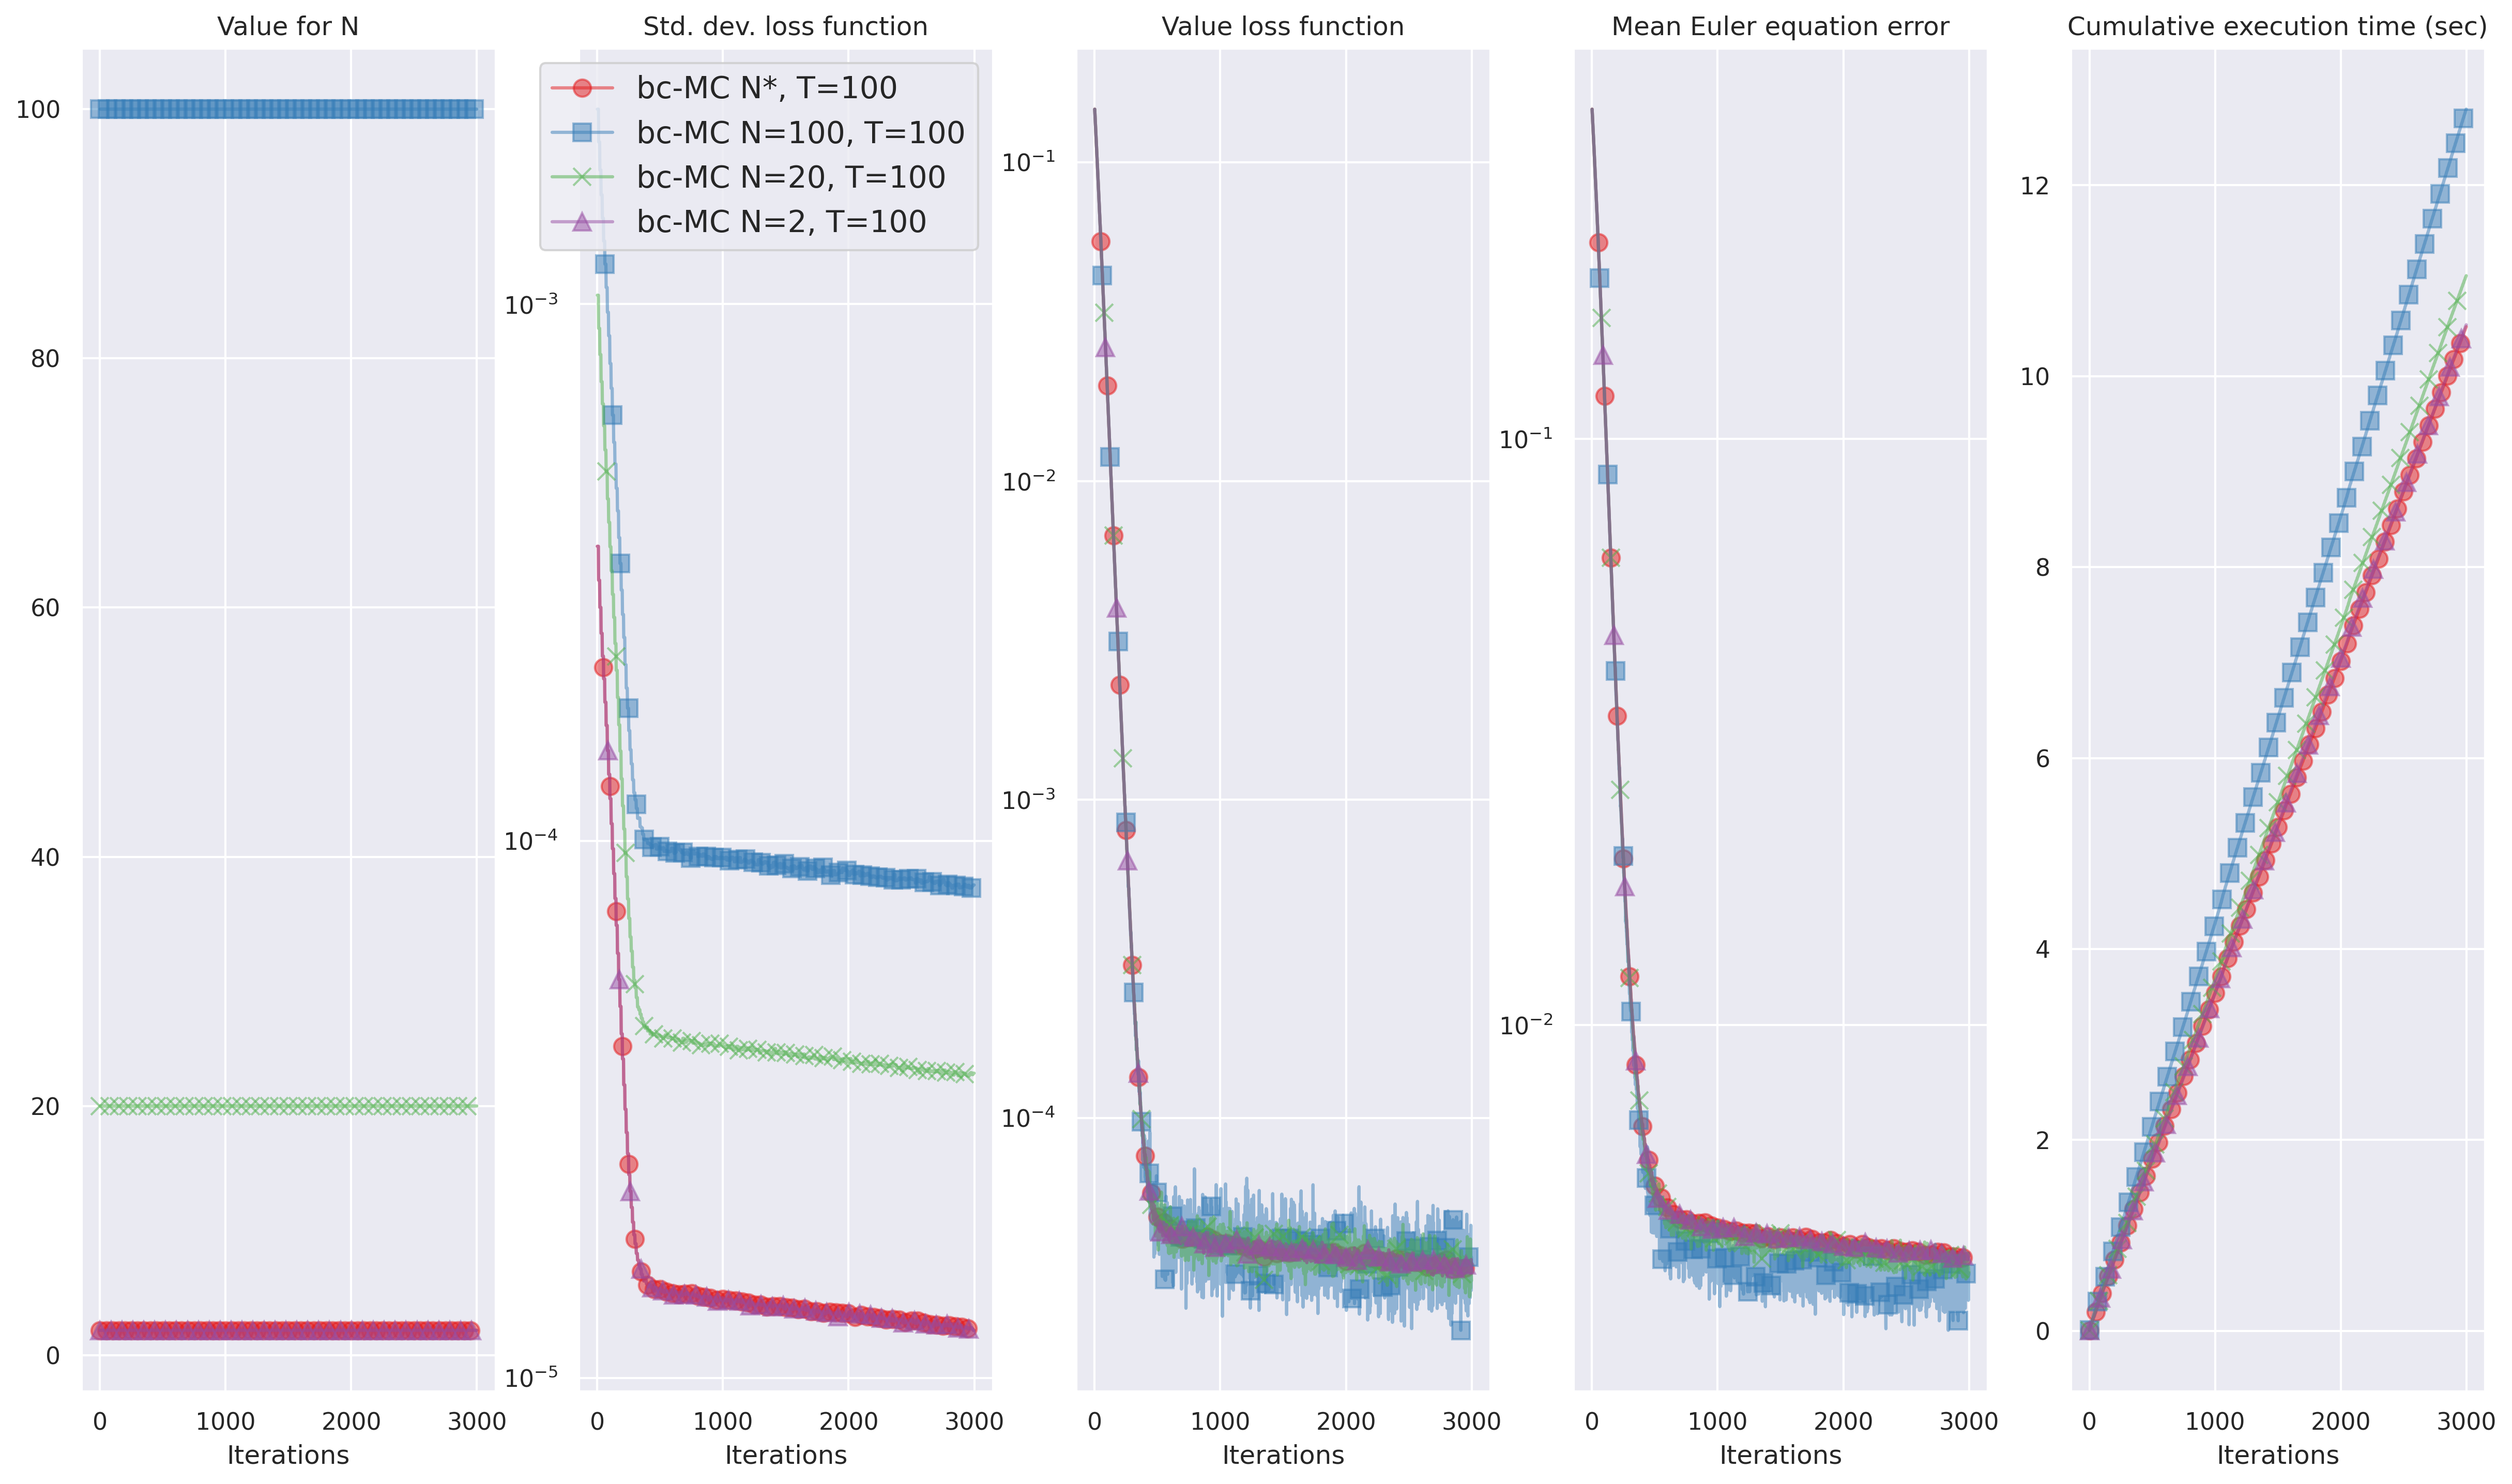 Value for N
100
80
60
40
20
0
0 1000 2000 3000
Iterations
Std. dev. loss function
bc-MC N*, T=100
bc-MC N=100, T=100
bc-MC N=20, T=100
bc-MC N=2, T=100
10⁻³
10⁻⁴
10⁻⁵
0 1000 2000 3000
Iterations
Value loss function
10⁻¹
10⁻²
10⁻³
10⁻⁴
0 1000 2000 3000
Iterations
Mean Euler equation error
10⁻¹
10⁻²
0 1000 2000 3000
Iterations
Cumulative execution time (sec)
12
10
8
6
4
2
0
0 1000 2000 3000
Iterations